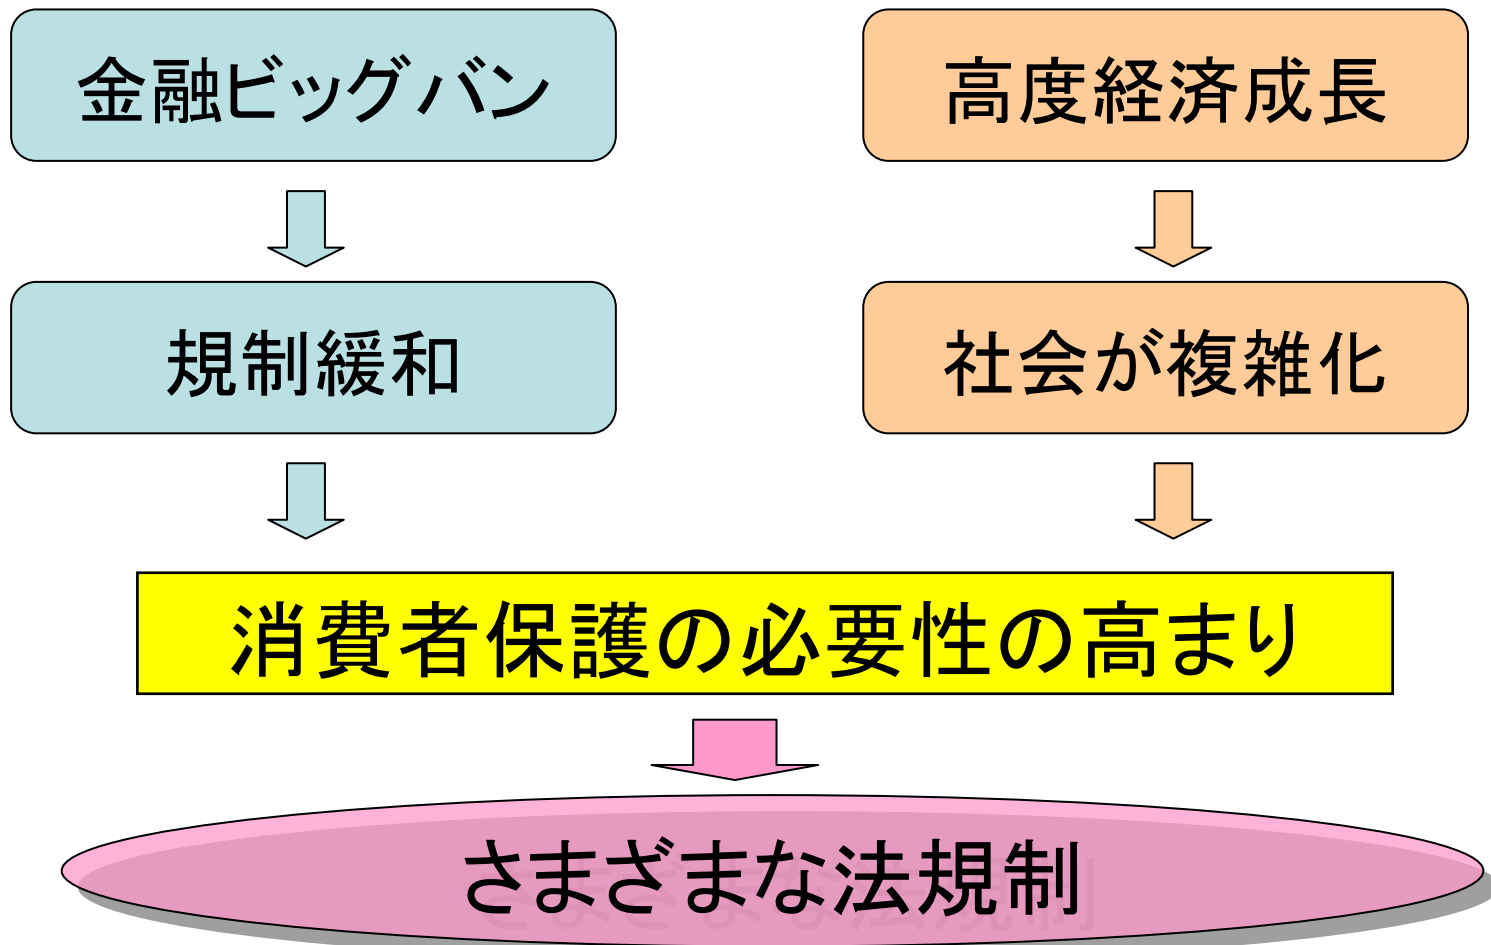 金融ビッグバン
高度経済成長
規制緩和
社会が複雑化
消費者保護の必要性の高まり
さまざまな法規制